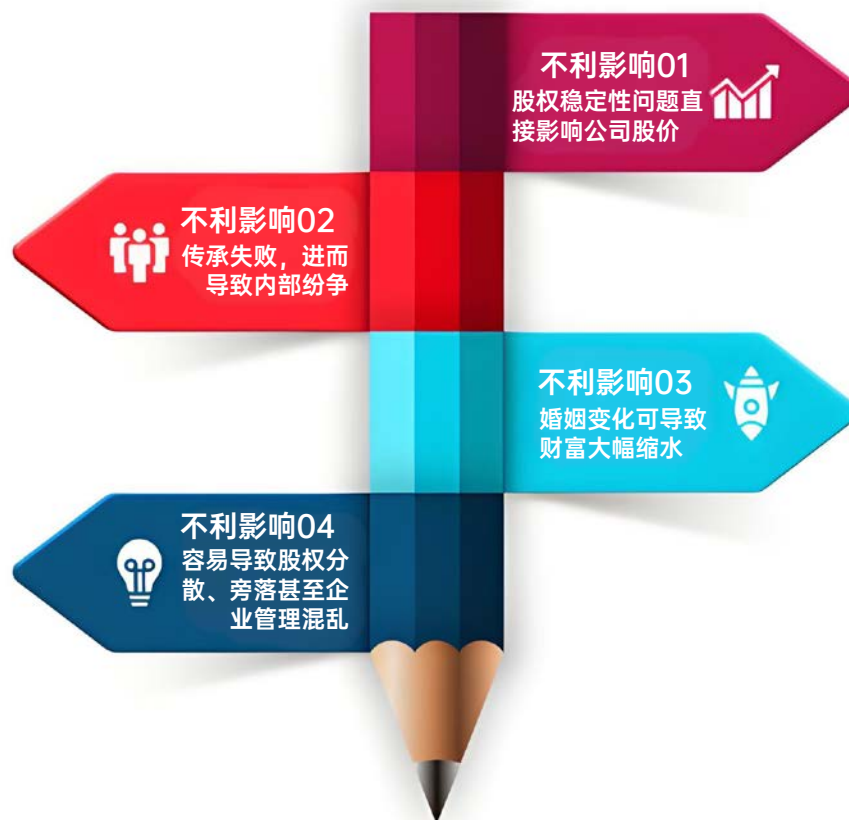 不利影响01
股权稳定性问题直
接影响公司股价
不利影响02
传承失败，进而
导致内部纷争
不利影响03
婚姻变化可导致
财富大幅缩水
不利影响04
容易导致股权分
散、旁落甚至企
业管理混乱